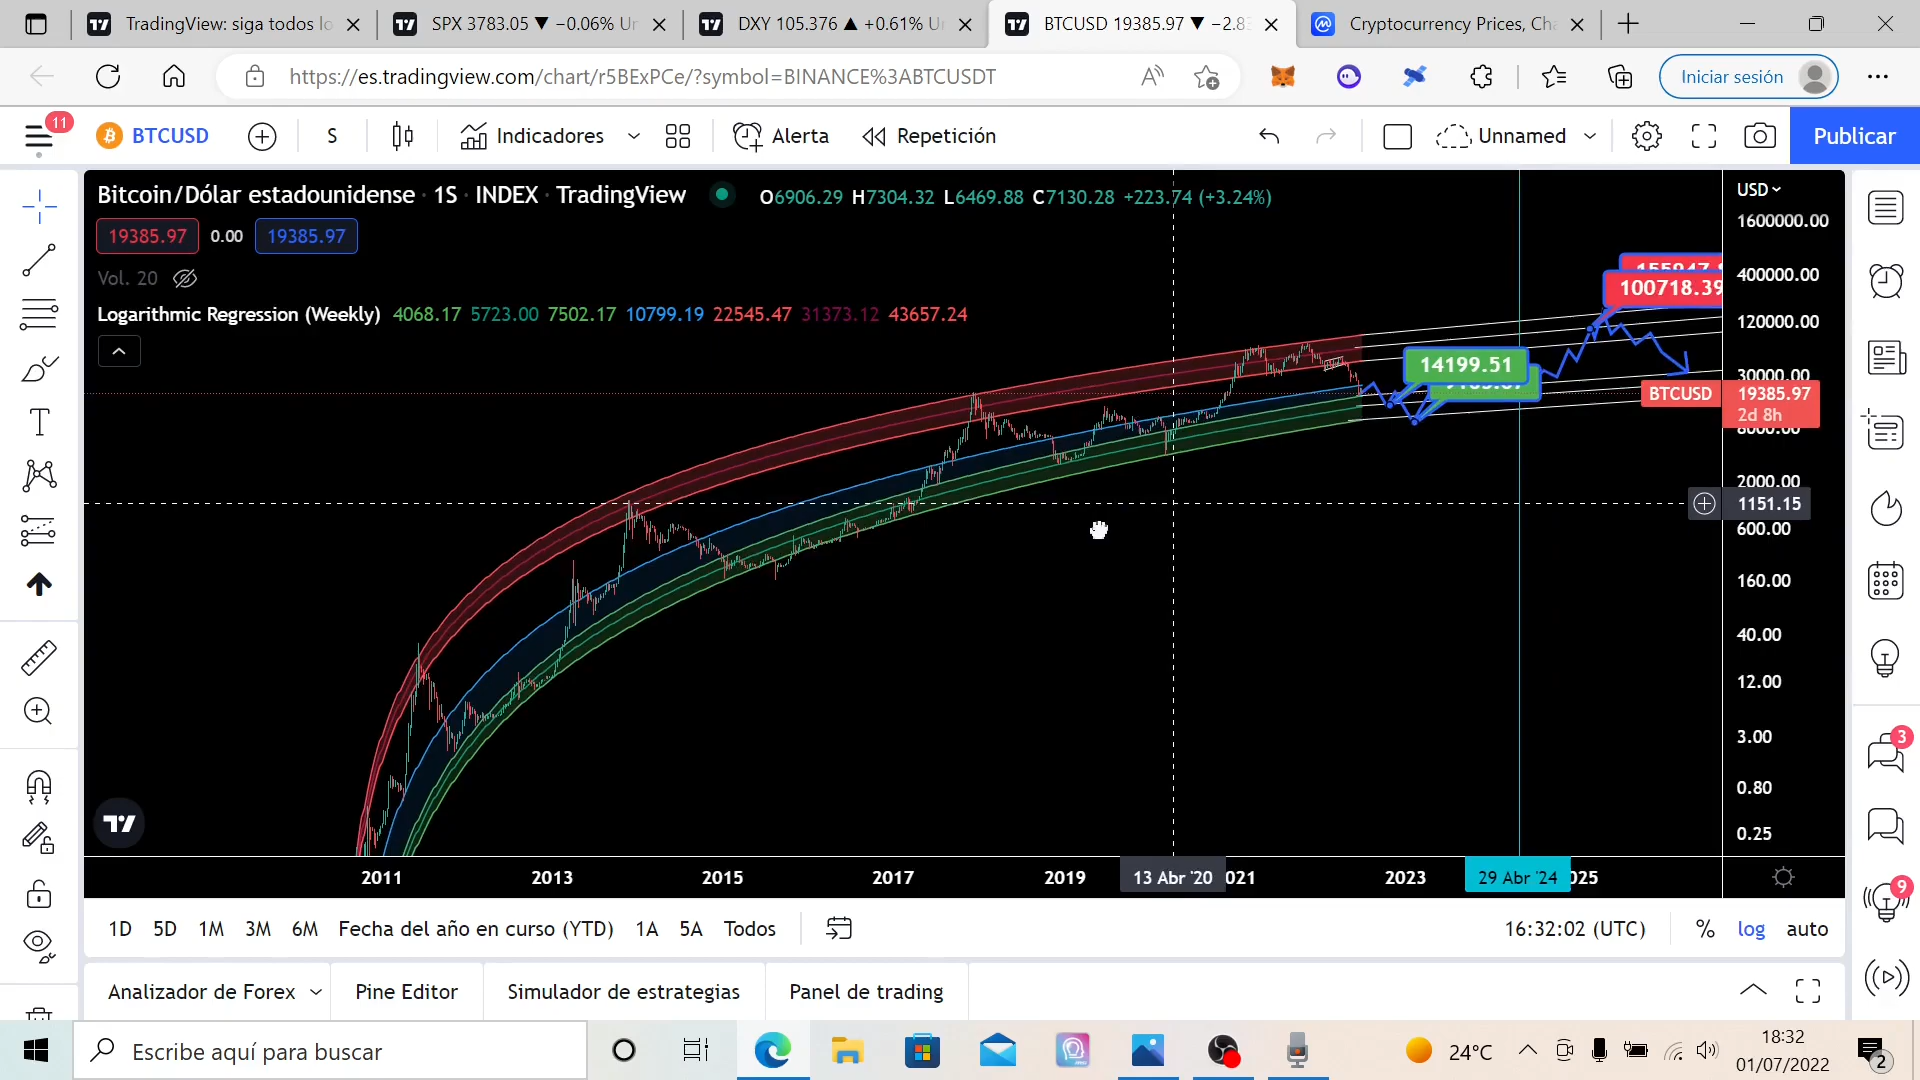 TradingView: siga todos lo
SPX 3783.05 ▼ −0.06% Ur
DXY 105.376 ▲ +0.61% U
BTCUSD 19385.97 ▼ −2.8
Cryptocurrency Prices, Ch
https://es.tradingview.com/chart/r5BExPCe/?symbol=BINANCE%3ABTCUSDT
Iniciar sesión
11
BTCUSD
S
Indicadores
Alerta
Repetición
Unnamed
Publicar
Bitcoin/Dólar estadounidense · 1S · INDEX · TradingView
O6906.29 H7304.32 L6469.88 C7130.28 +223.74 (+3.24%)
19385.97 0.00 19385.97
Vol. 20
Logarithmic Regression (Weekly) 4068.17 5723.00 7502.17 10799.19 22545.47 31373.12 43657.24
USD
1600000.00
400000.00
100718.39
120000.00
14199.51
30000.00
BTCUSD 19385.97
2d 8h
8000.00
2000.00
1151.15
600.00
160.00
40.00
12.00
3.00
0.80
0.25
2011 2013 2015 2017 2019 13 Abr '20 021 2023 29 Abr '24 025
1D 5D 1M 3M 6M Fecha del año en curso (YTD) 1A 5A Todos
16:32:02 (UTC) % log auto
Analizador de Forex Pine Editor Simulador de estrategias Panel de trading
3
9
Escribe aquí para buscar
24°C
18:32
01/07/2022
2